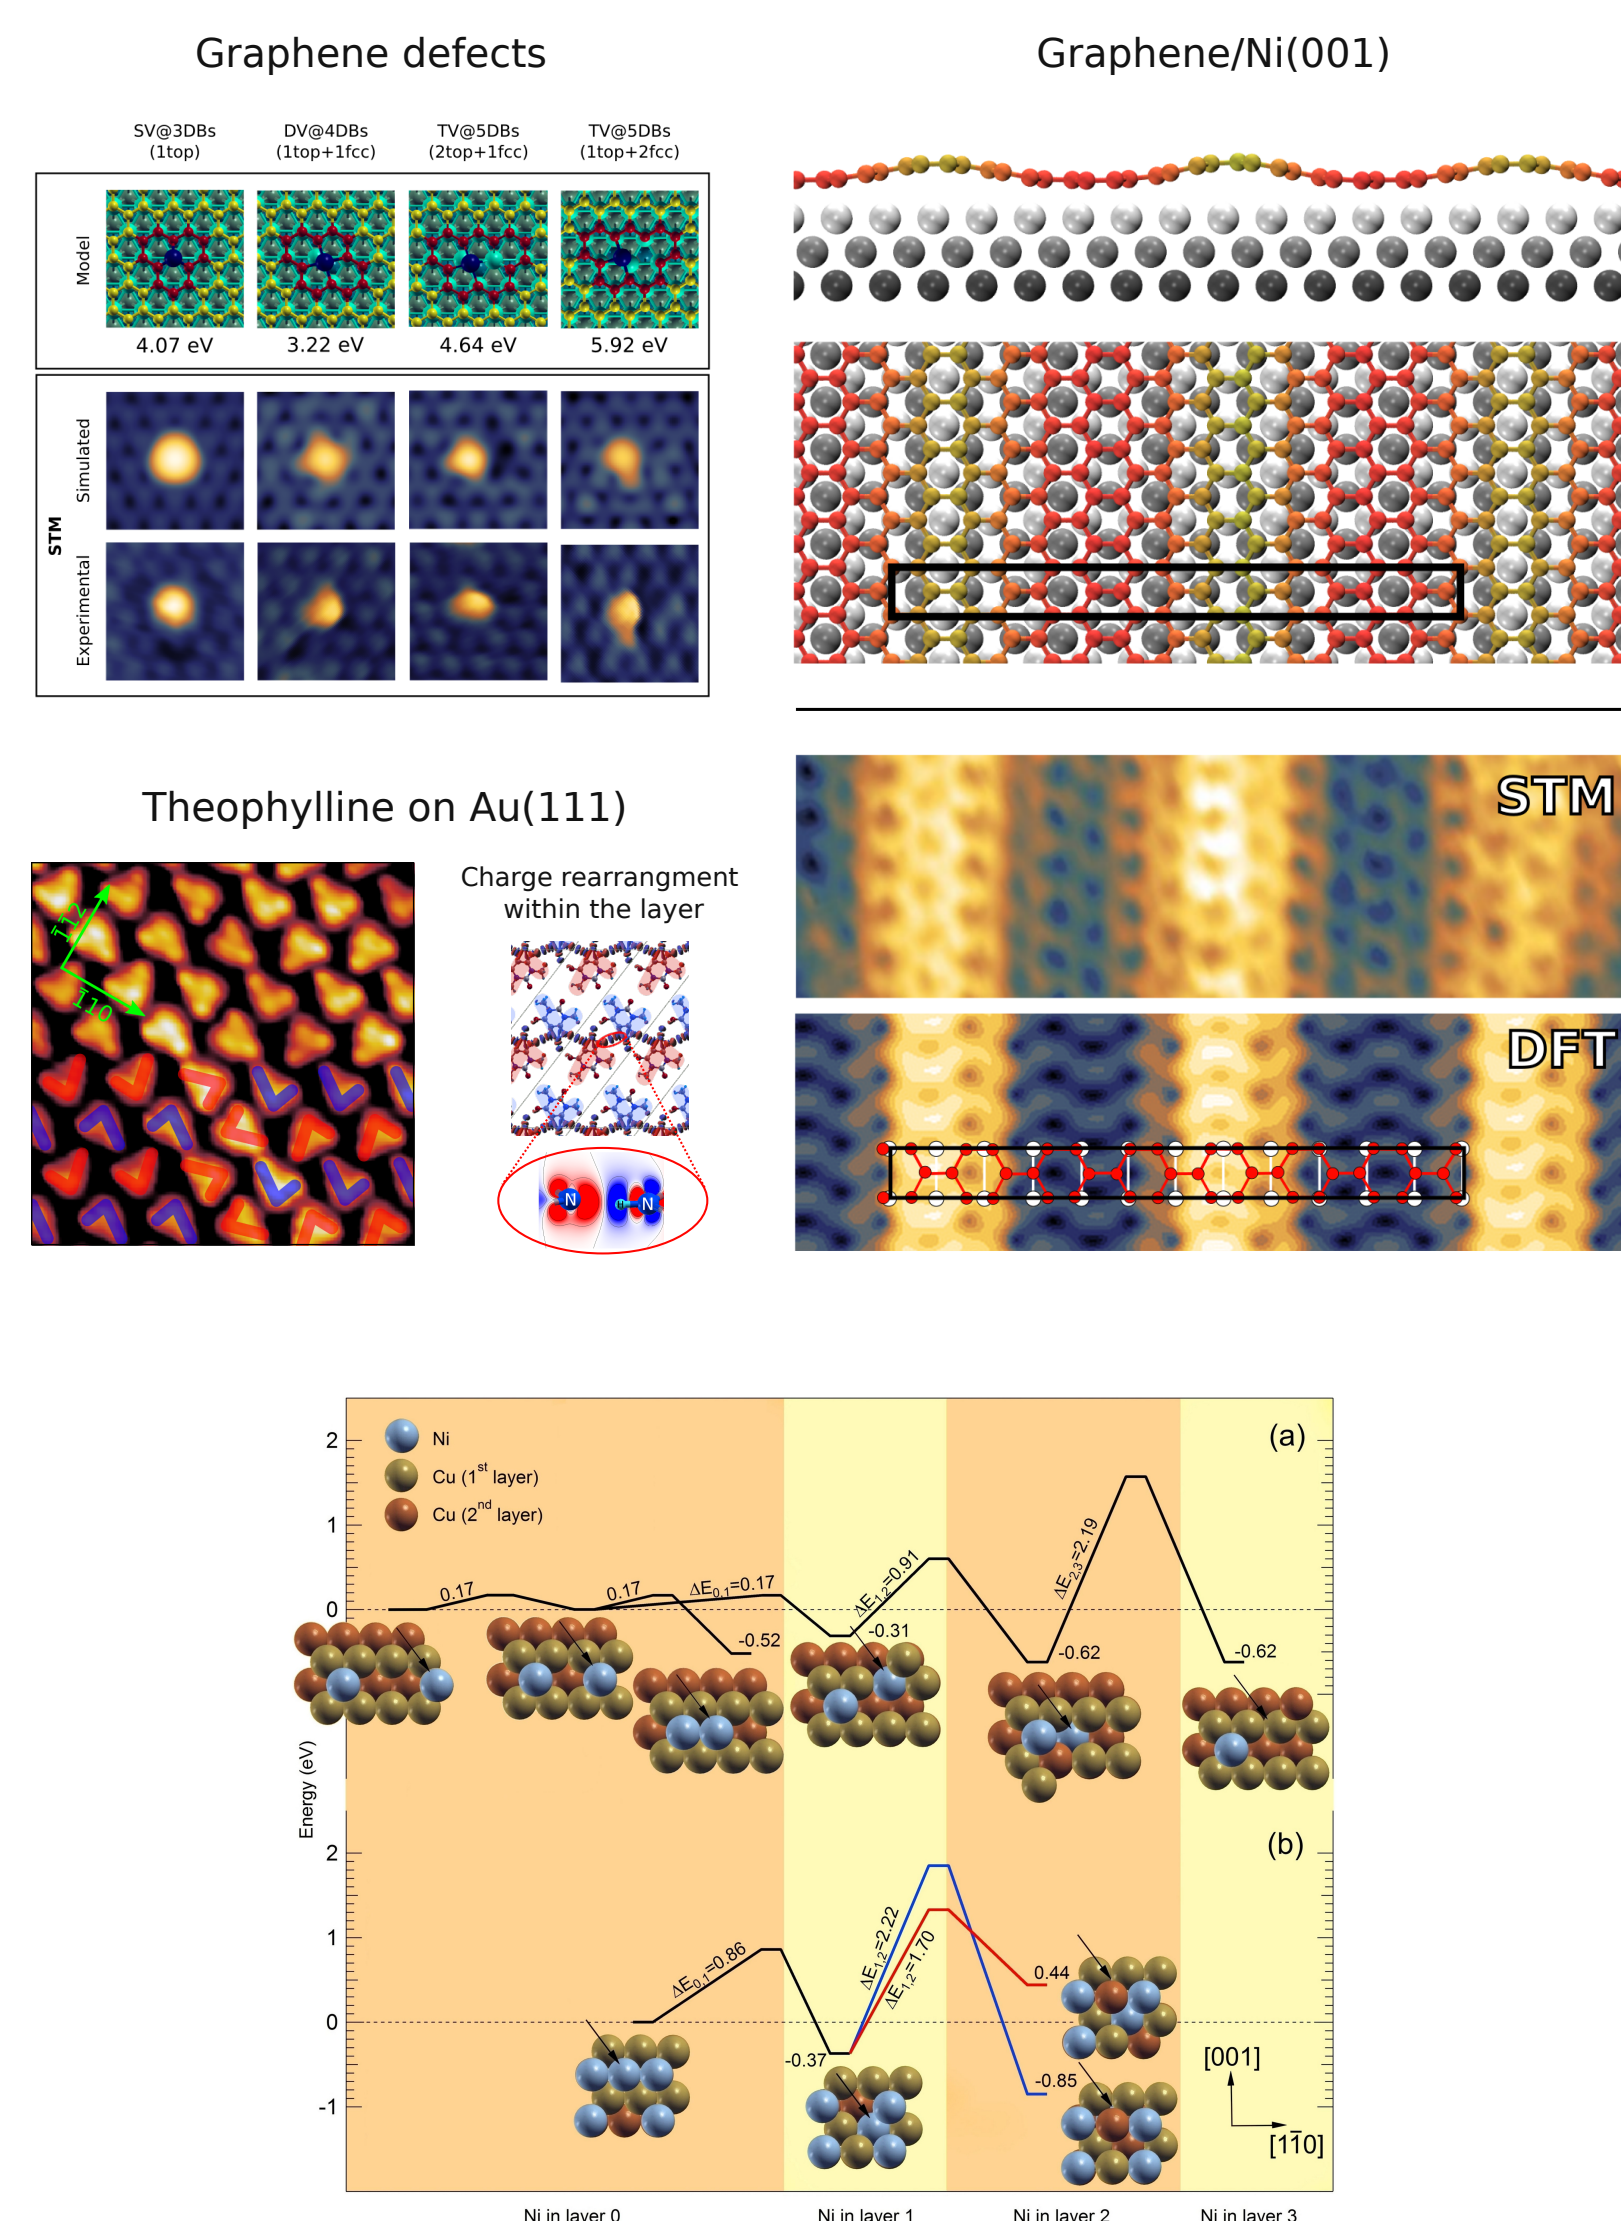 Graphene defects
SV@3DBs
(1top)
DV@4DBs
(1top+1fcc)
TV@5DBs
(2top+1fcc)
TV@5DBs
(1top+2fcc)
Model
4.07 eV
3.22 eV
4.64 eV
5.92 eV
STM
Simulated
Experimental
Graphene/Ni(001)
STM
DFT
Theophylline on Au(111)
1̅1̅2
1̅10
Charge rearrangment
within the layer
N
H
N
Energy (eV)
(a)
2
1
0
Ni
Cu (1st layer)
Cu (2nd layer)
0.17
0.17
ΔE0,1=0.17
-0.52
ΔE1,2=0.91
-0.31
ΔE2,3=2.19
-0.62
-0.62
(b)
2
1
0
-1
ΔE0,1=0.86
-0.37
ΔE1,2=2.22
ΔE1,2=1.70
0.44
-0.85
[001]
[11̅0]
Ni in layer 0
Ni in layer 1
Ni in layer 2
Ni in layer 3